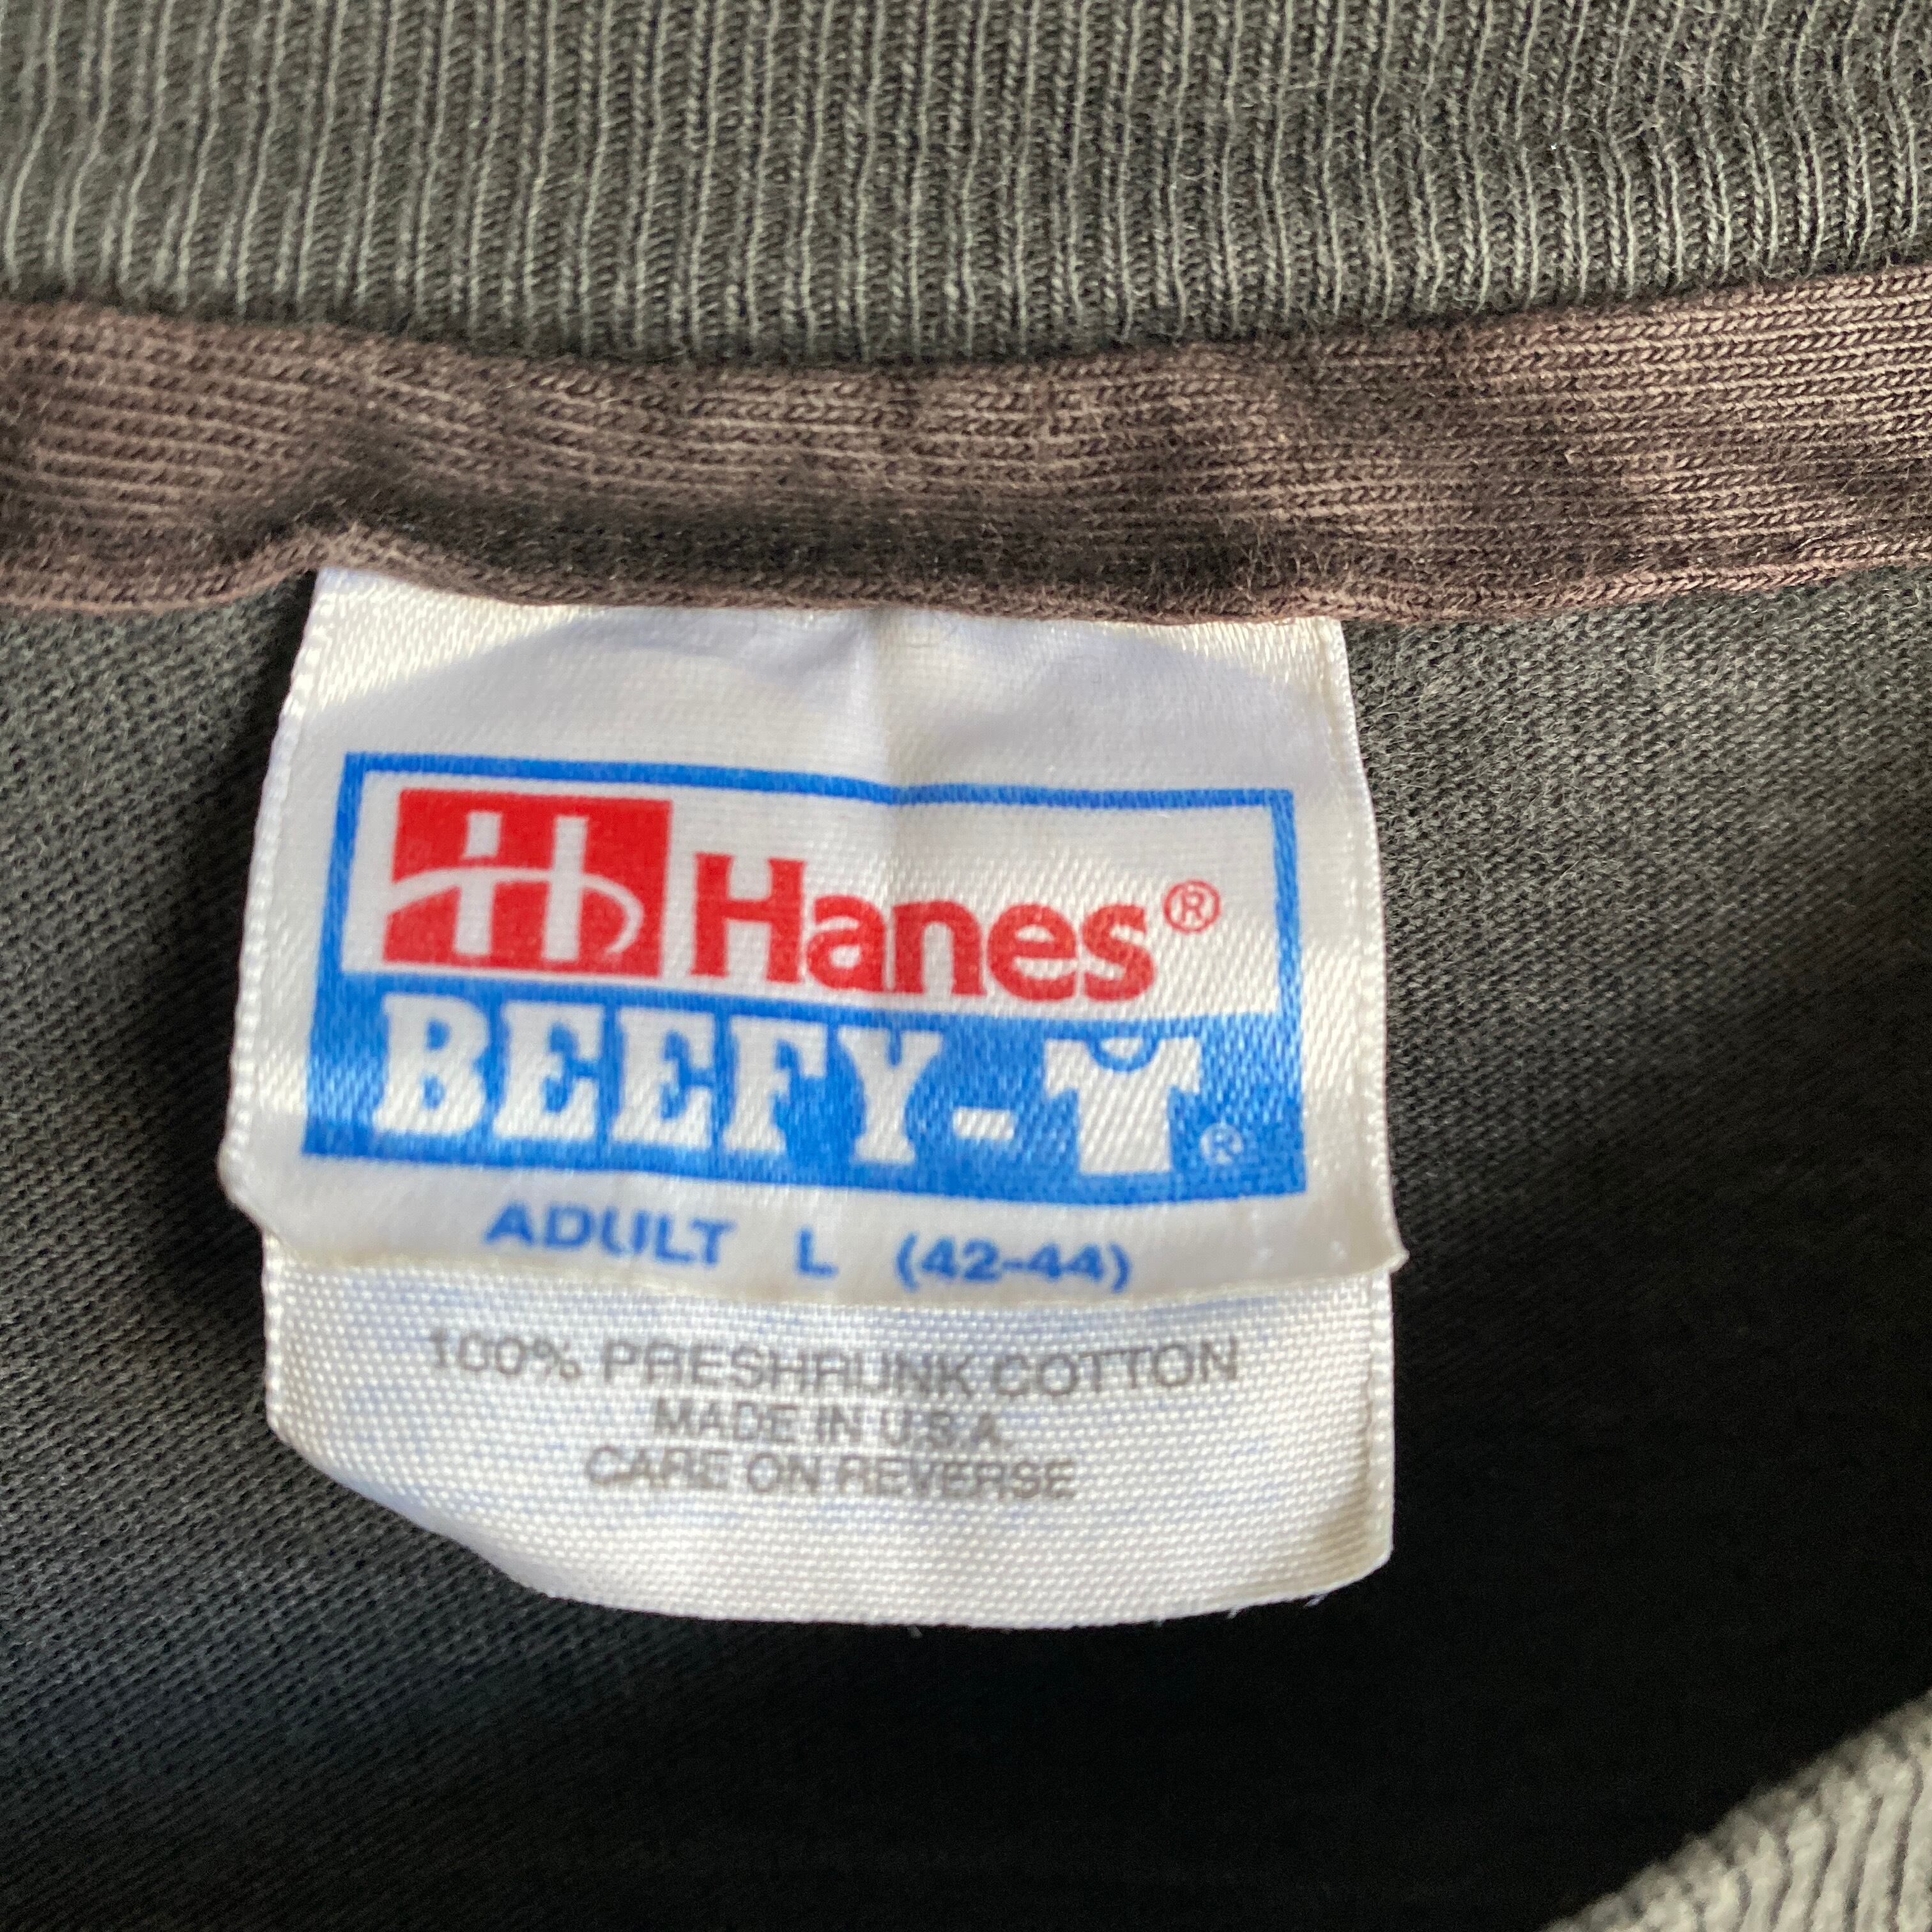 Hanes®
BEEFY-T®
ADULT L (42-44)
100% PRESHRUNK COTTON
MADE IN U.S.A.
CARE ON REVERSE